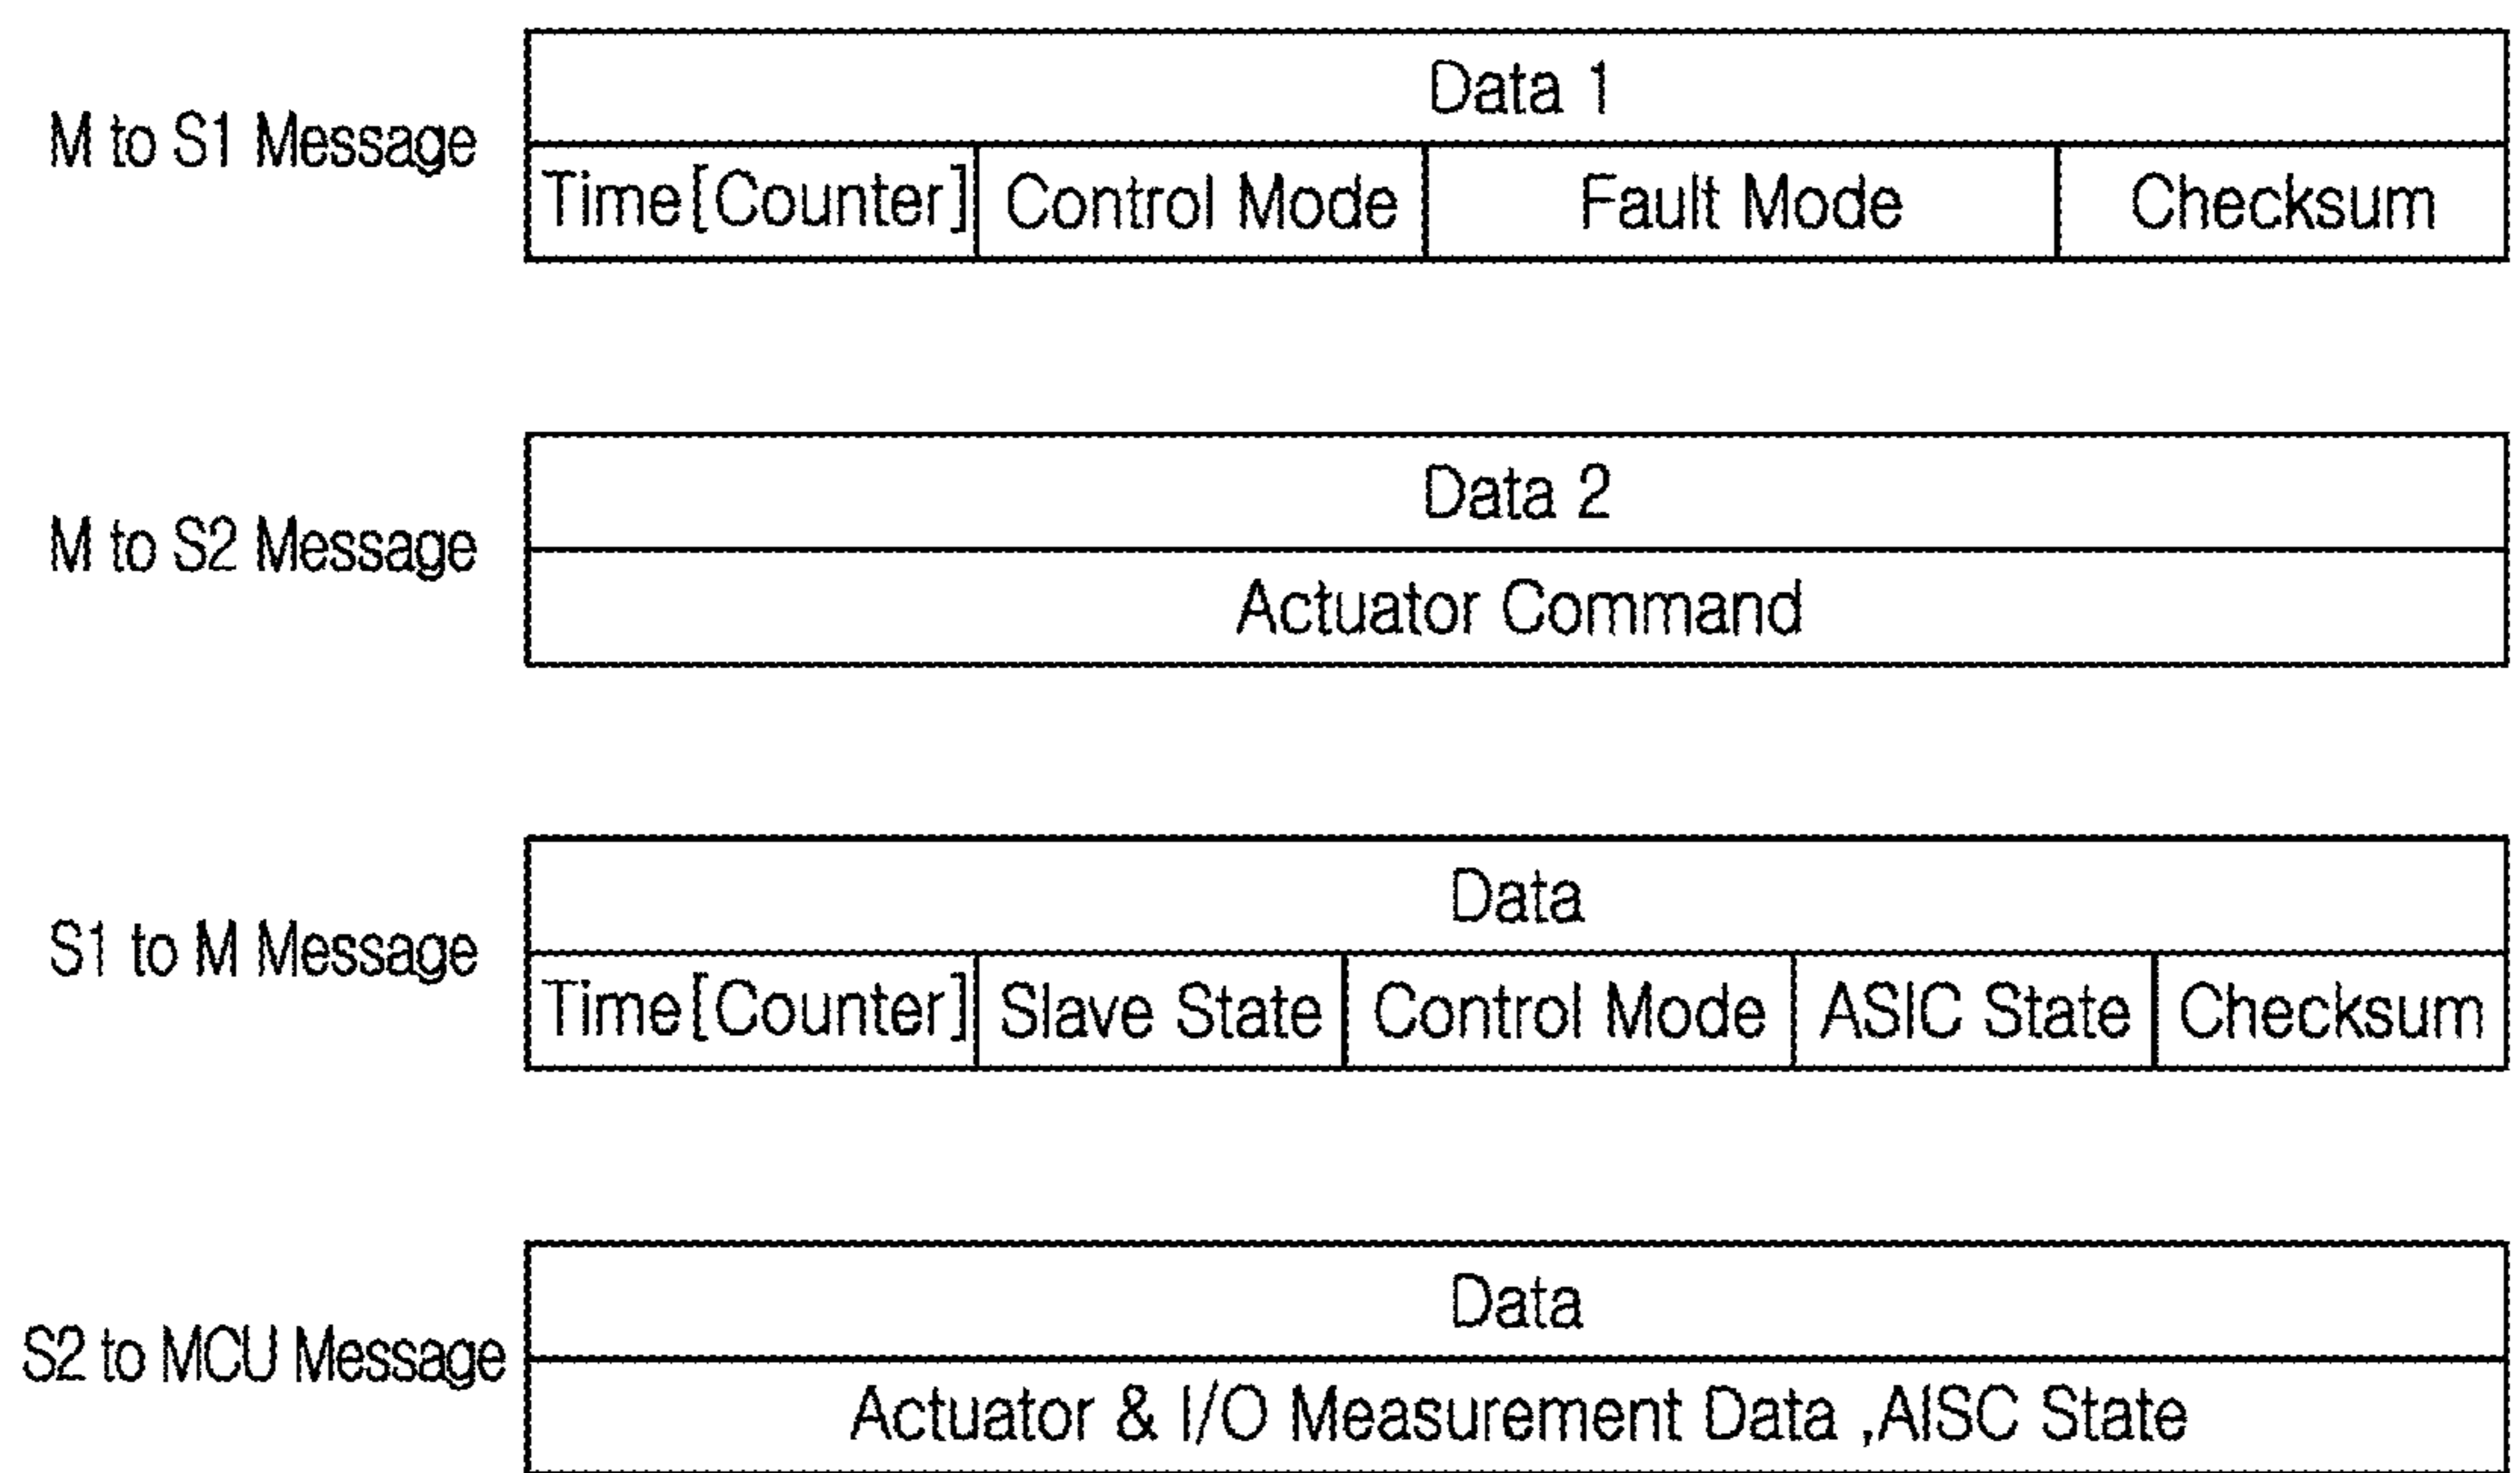 Data 1
M to S1 Message
Time[Counter] Control Mode Fault Mode Checksum
Data 2
M to S2 Message
Actuator Command
Data
S1 to M Message
Time[Counter] Slave State Control Mode ASIC State Checksum
Data
S2 to MCU Message
Actuator & I/O Measurement Data ,AISC State